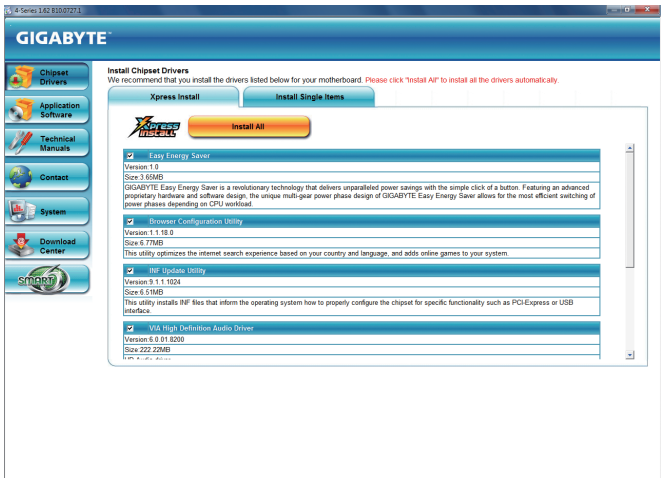 4-Series 1.62 B10.0727.1
GIGABYTE™
Chipset
Drivers
Application
Software
Technical
Manuals
Contact
System
Download
Center
SMART
Install Chipset Drivers
We recommend that you install the drivers listed below for your motherboard. Please click "Install All" to install all the drivers automatically.
Xpress Install
Install Single Items
Xpress
Install
Install All
Easy Energy Saver
Version:1.0
Size:3.65MB
GIGABYTE Easy Energy Saver is a revolutionary technology that delivers unparalleled power savings with the simple click of a button. Featuring an advanced
proprietary hardware and software design, the unique multi-gear power phase design of GIGABYTE Easy Energy Saver allows for the most efficient switching of
power phases depending on CPU workload.
Browser Configuration Utility
Version:1.1.18.0
Size:6.77MB
This utility optimizes the internet search experience based on your country and language, and adds online games to your system.
INF Update Utility
Version:9.1.1.1024
Size:6.51MB
This utility installs INF files that inform the operating system how to properly configure the chipset for specific functionality such as PCI-Express or USB
interface.
VIA High Definition Audio Driver
Version:6.0.01.8200
Size:222.22MB